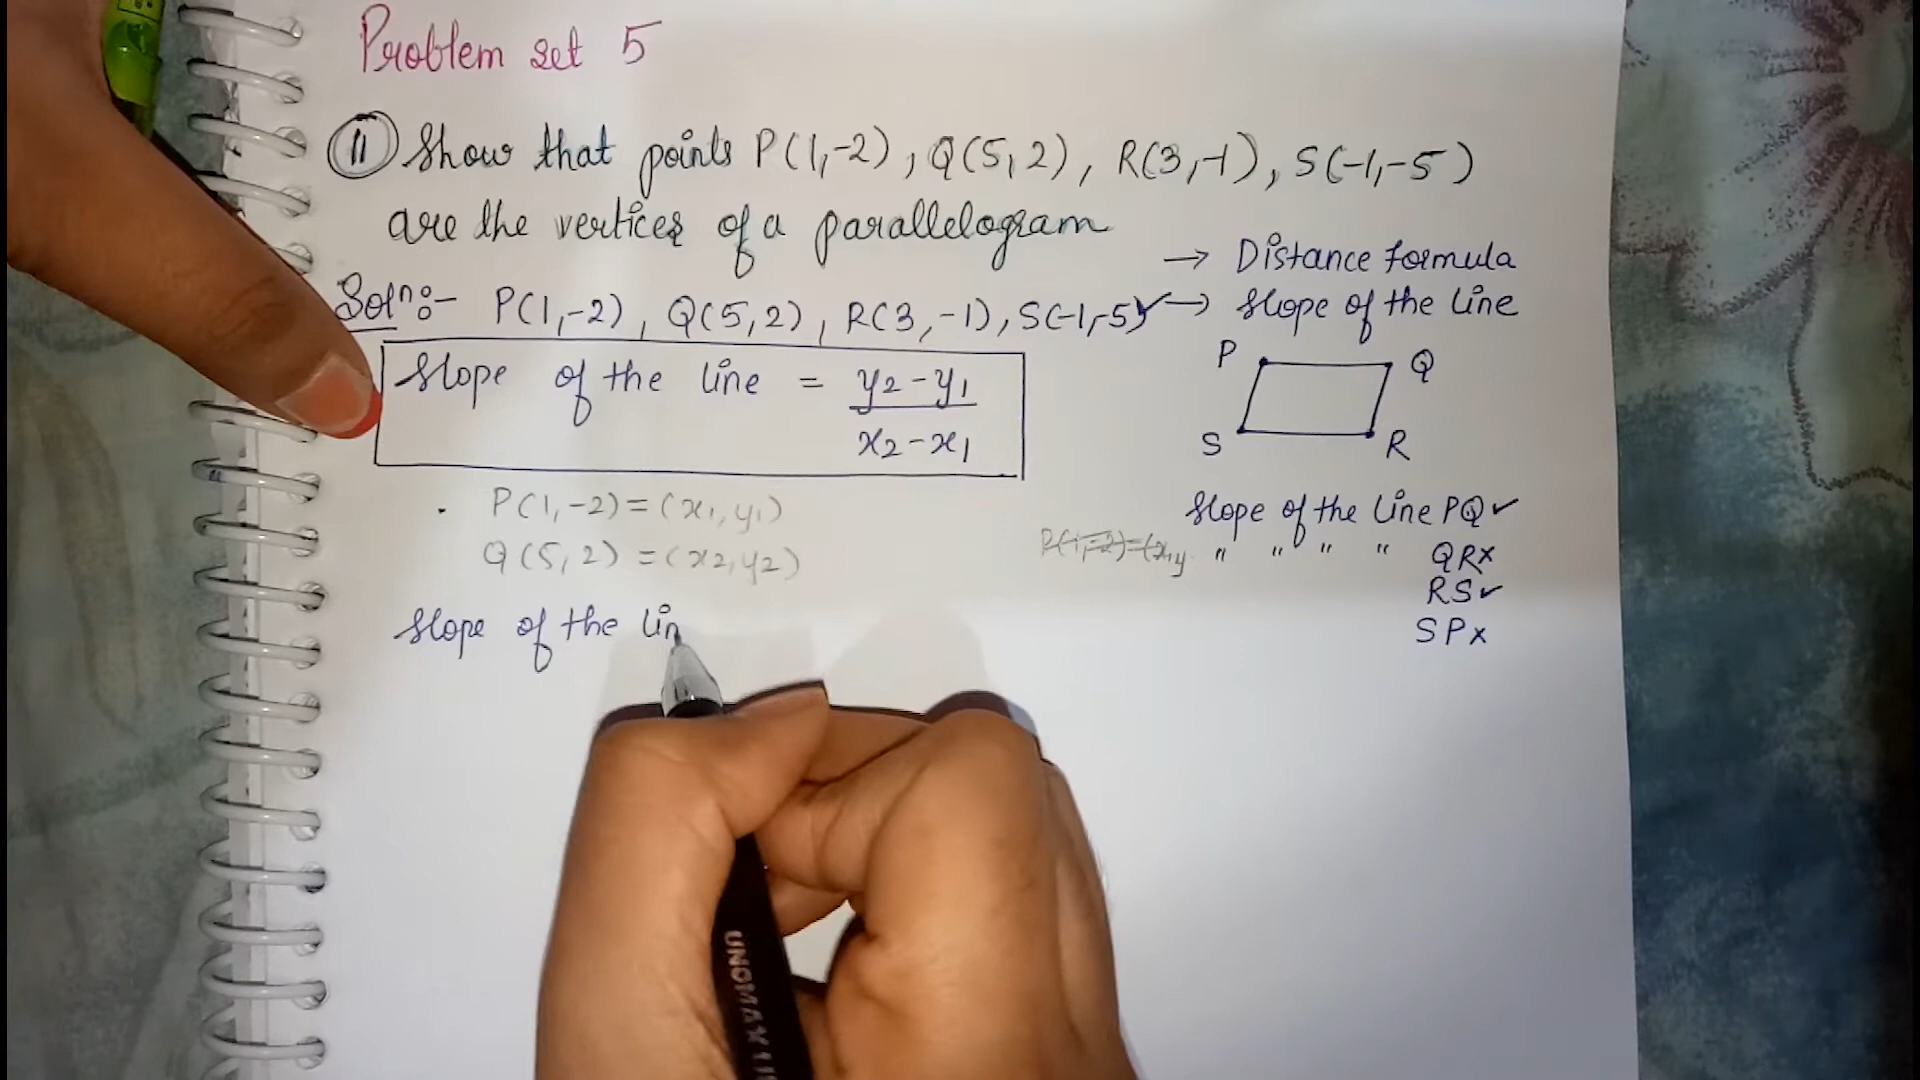 Problem set 5
11 Show that points P(1,-2), Q(5,2), R(3,-1), S(-1,-5)
are the vertices of a parallelogram
→ Distance formula
Solⁿ:- P(1,-2), Q(5,2), R(3,-1), S(-1,-5)
✓→ Slope of the line
Slope of the line = y2-y1
x2-x1
P Q
S R
P(1,-2)=(x1,y1)
Q(5,2)=(x2,y2)
Slope of the line PQ✓
P(1,-2)=(x,y " " " " QR×
RS✓
SP×
Slope of the lin
UNOMAX